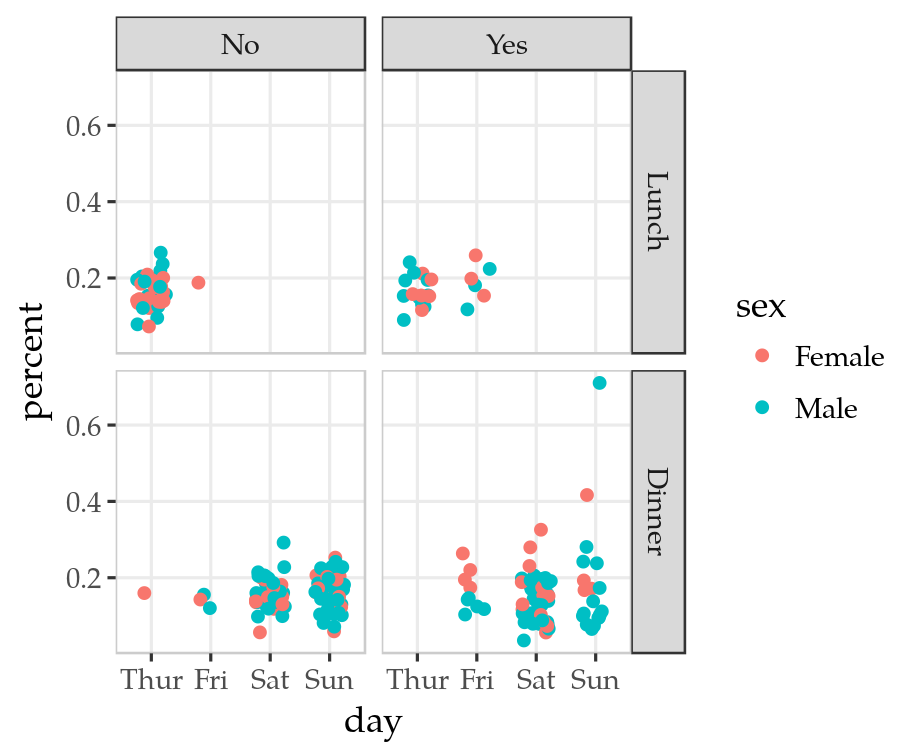 No
Yes
0.6
0.4
0.2
Lunch
0.6
0.4
0.2
Dinner
Thur Fri Sat Sun
Thur Fri Sat Sun
day
percent
sex
Female
Male